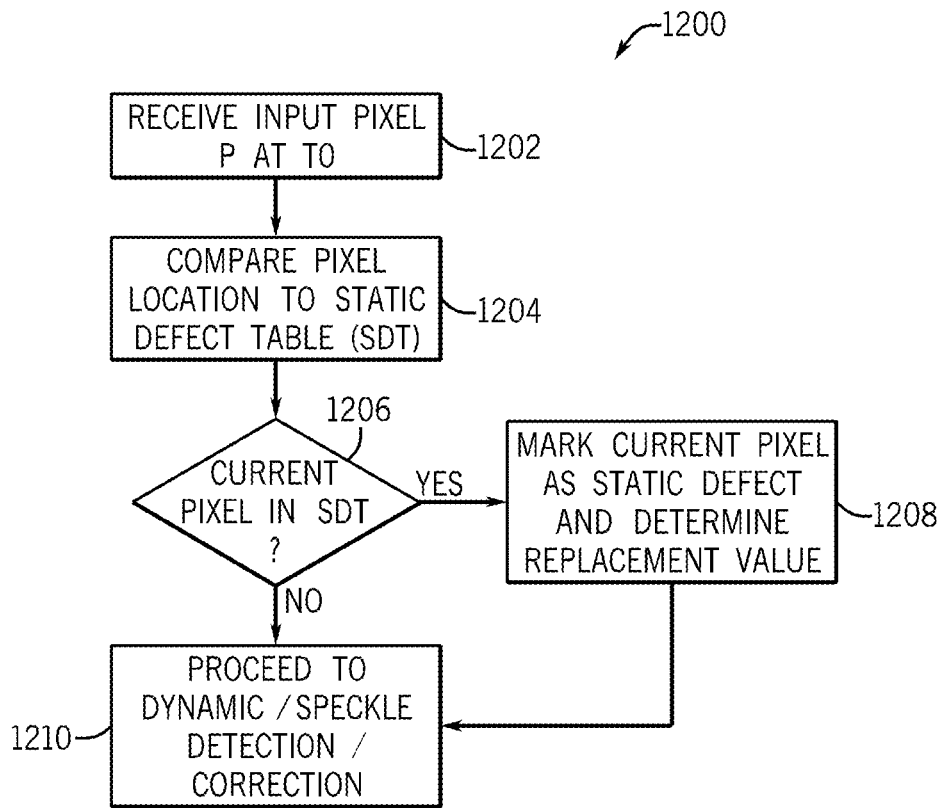 1200
RECEIVE INPUT PIXEL
P AT TO
1202
COMPARE PIXEL
LOCATION TO STATIC
DEFECT TABLE (SDT)
1204
1206
CURRENT
PIXEL IN SDT
?
YES
NO
MARK CURRENT PIXEL
AS STATIC DEFECT
AND DETERMINE
REPLACEMENT VALUE
1208
PROCEED TO
DYNAMIC / SPECKLE
DETECTION /
CORRECTION
1210